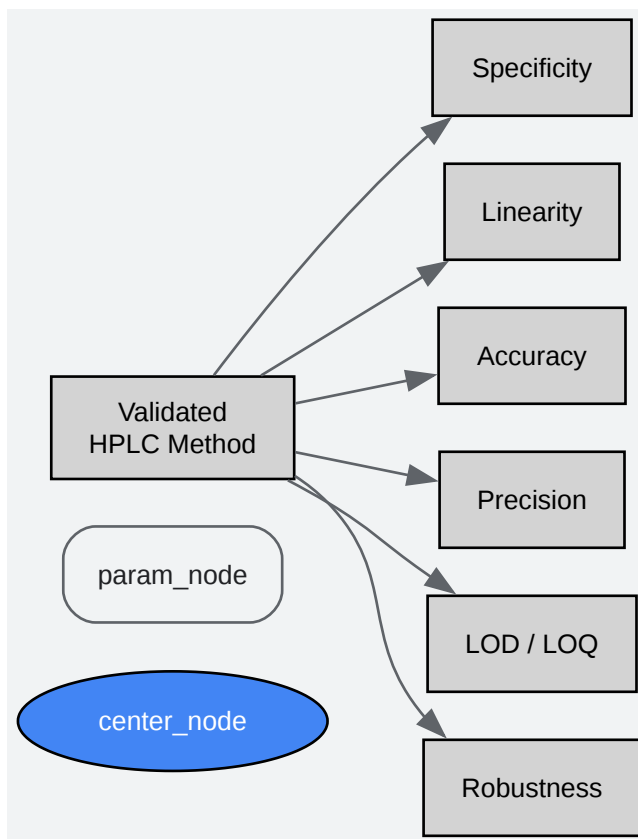 Specificity
Linearity
Accuracy
Validated
HPLC Method
Precision
param_node
LOD / LOQ
center_node
Robustness